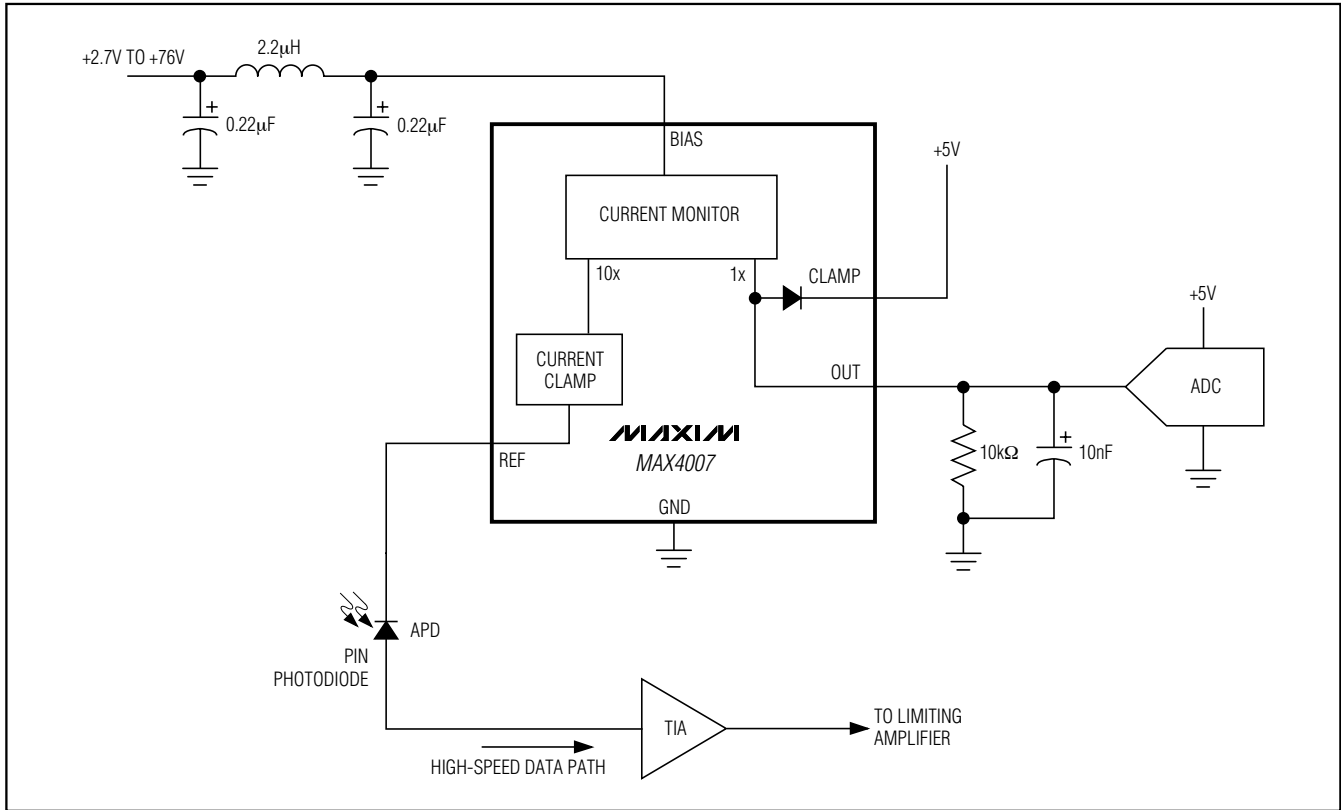 +2.7V TO +76V
2.2μH
+
0.22μF
+
0.22μF
BIAS
+5V
CURRENT MONITOR
10x
1x
CLAMP
+5V
CURRENT
CLAMP
OUT
ADC
MAXIM
MAX4007
REF
10kΩ
+
10nF
GND
APD
PIN
PHOTODIODE
TIA
TO LIMITING
AMPLIFIER
HIGH-SPEED DATA PATH